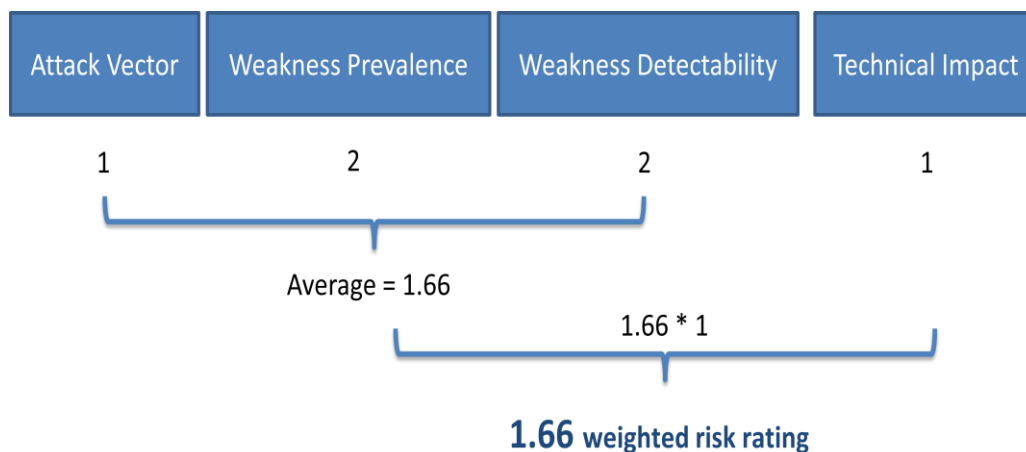 Attack Vector Weakness Prevalence Weakness Detectability Technical Impact
1 2 2 1
Average = 1.66
1.66 * 1
1.66 weighted risk rating